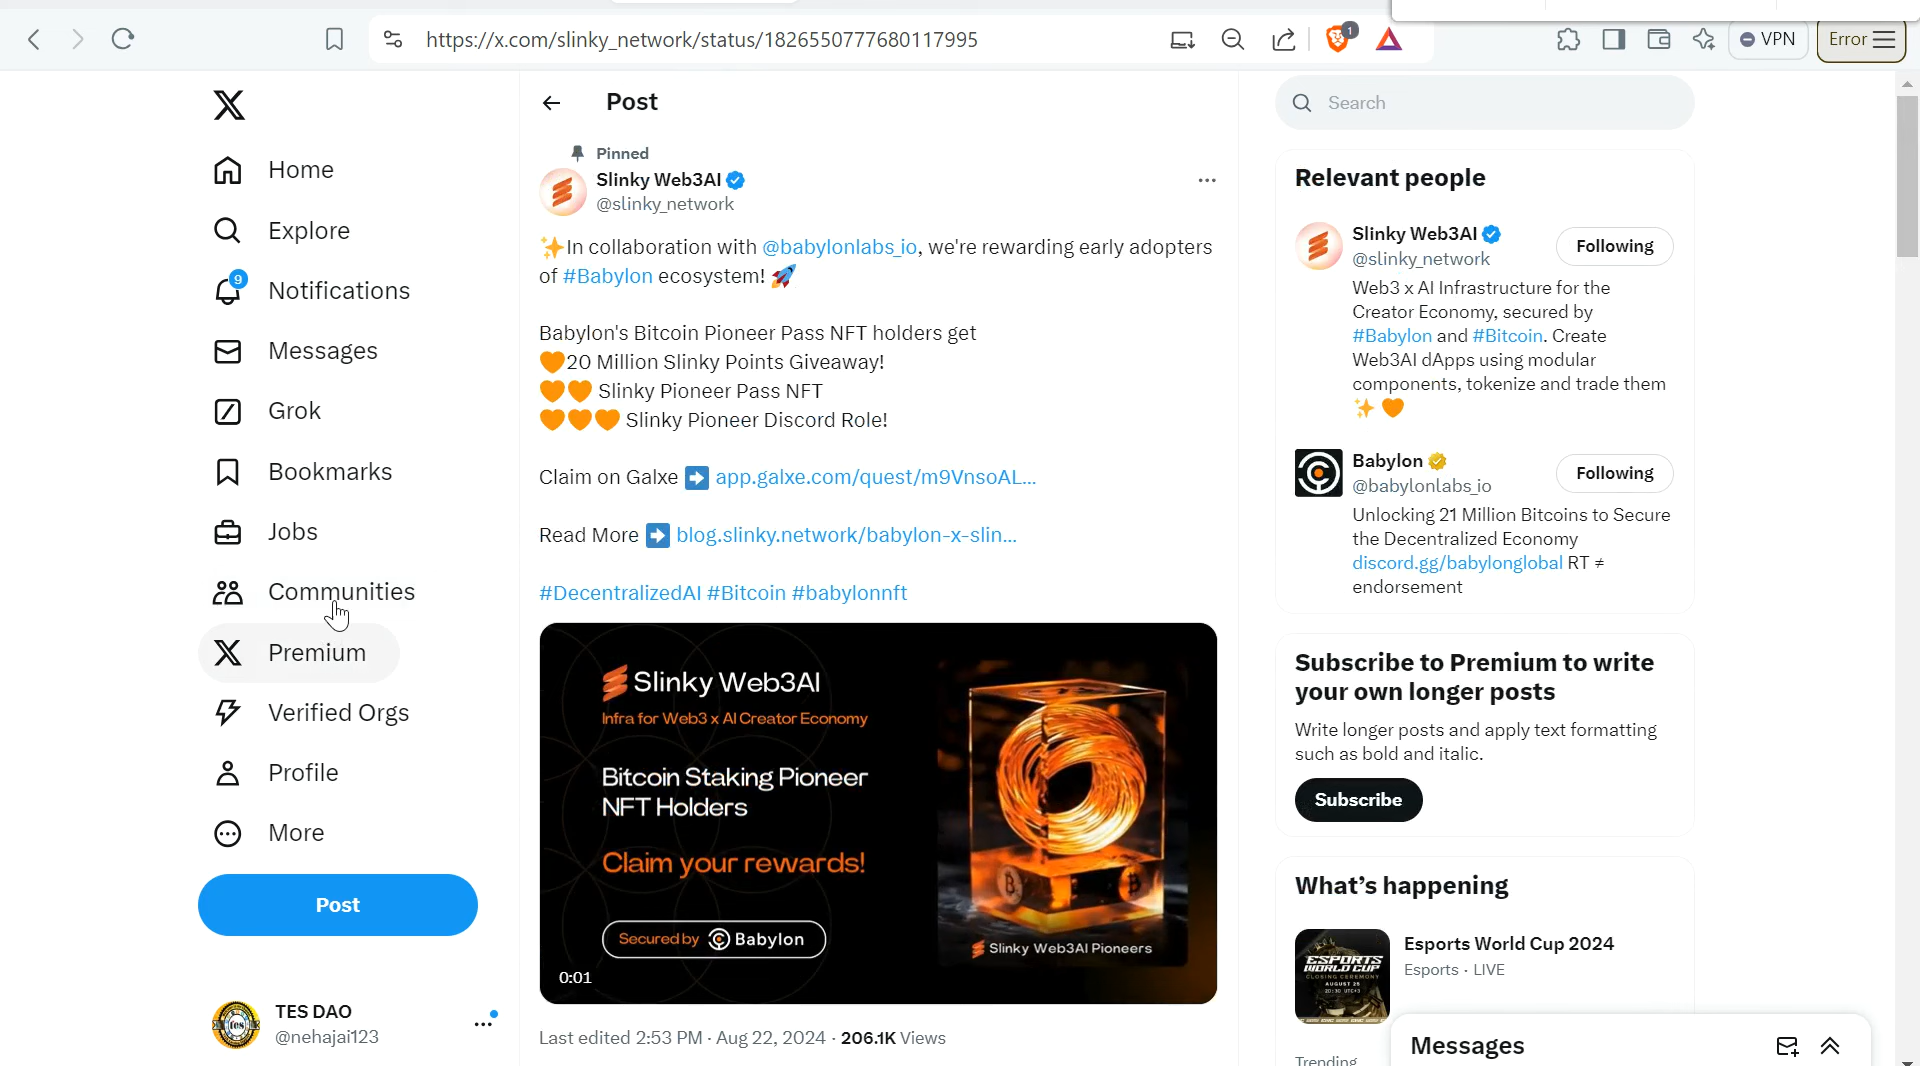 https://x.com/slinky_network/status/1826550777680117995
1
VPN
Error
Home
Explore
9
Notifications
Messages
Grok
Bookmarks
Jobs
Communities
Premium
Verified Orgs
Profile
More
Post
TES DAO
@nehajai123
Post
Pinned
Slinky Web3AI
@slinky_network
✨In collaboration with @babylonlabs_io, we're rewarding early adopters
of #Babylon ecosystem! 🚀
Babylon's Bitcoin Pioneer Pass NFT holders get
🧡20 Million Slinky Points Giveaway!
🧡🧡 Slinky Pioneer Pass NFT
🧡🧡🧡 Slinky Pioneer Discord Role!
Claim on Galxe ➡️ app.galxe.com/quest/m9VnsoAL...
Read More ➡️ blog.slinky.network/babylon-x-slin...
#DecentralizedAI #Bitcoin #babylonnft
Slinky Web3AI
Infra for Web3 x AI Creator Economy
Bitcoin Staking Pioneer
NFT Holders
Claim your rewards!
Secured by Babylon
Slinky Web3AI Pioneers
0:01
Last edited 2:53 PM · Aug 22, 2024 · 206.1K Views
Search
Relevant people
Slinky Web3AI
@slinky_network
Following
Web3 x AI Infrastructure for the
Creator Economy, secured by
#Babylon and #Bitcoin. Create
Web3AI dApps using modular
components, tokenize and trade them
✨ 🧡
Babylon
@babylonlabs_io
Following
Unlocking 21 Million Bitcoins to Secure
the Decentralized Economy
discord.gg/babylonglobal RT ≠
endorsement
Subscribe to Premium to write
your own longer posts
Write longer posts and apply text formatting
such as bold and italic.
Subscribe
What's happening
ESPORTS
WORLD CUP
CLOSING CEREMONY
AUGUST 25
Esports World Cup 2024
Esports · LIVE
Trending
Messages